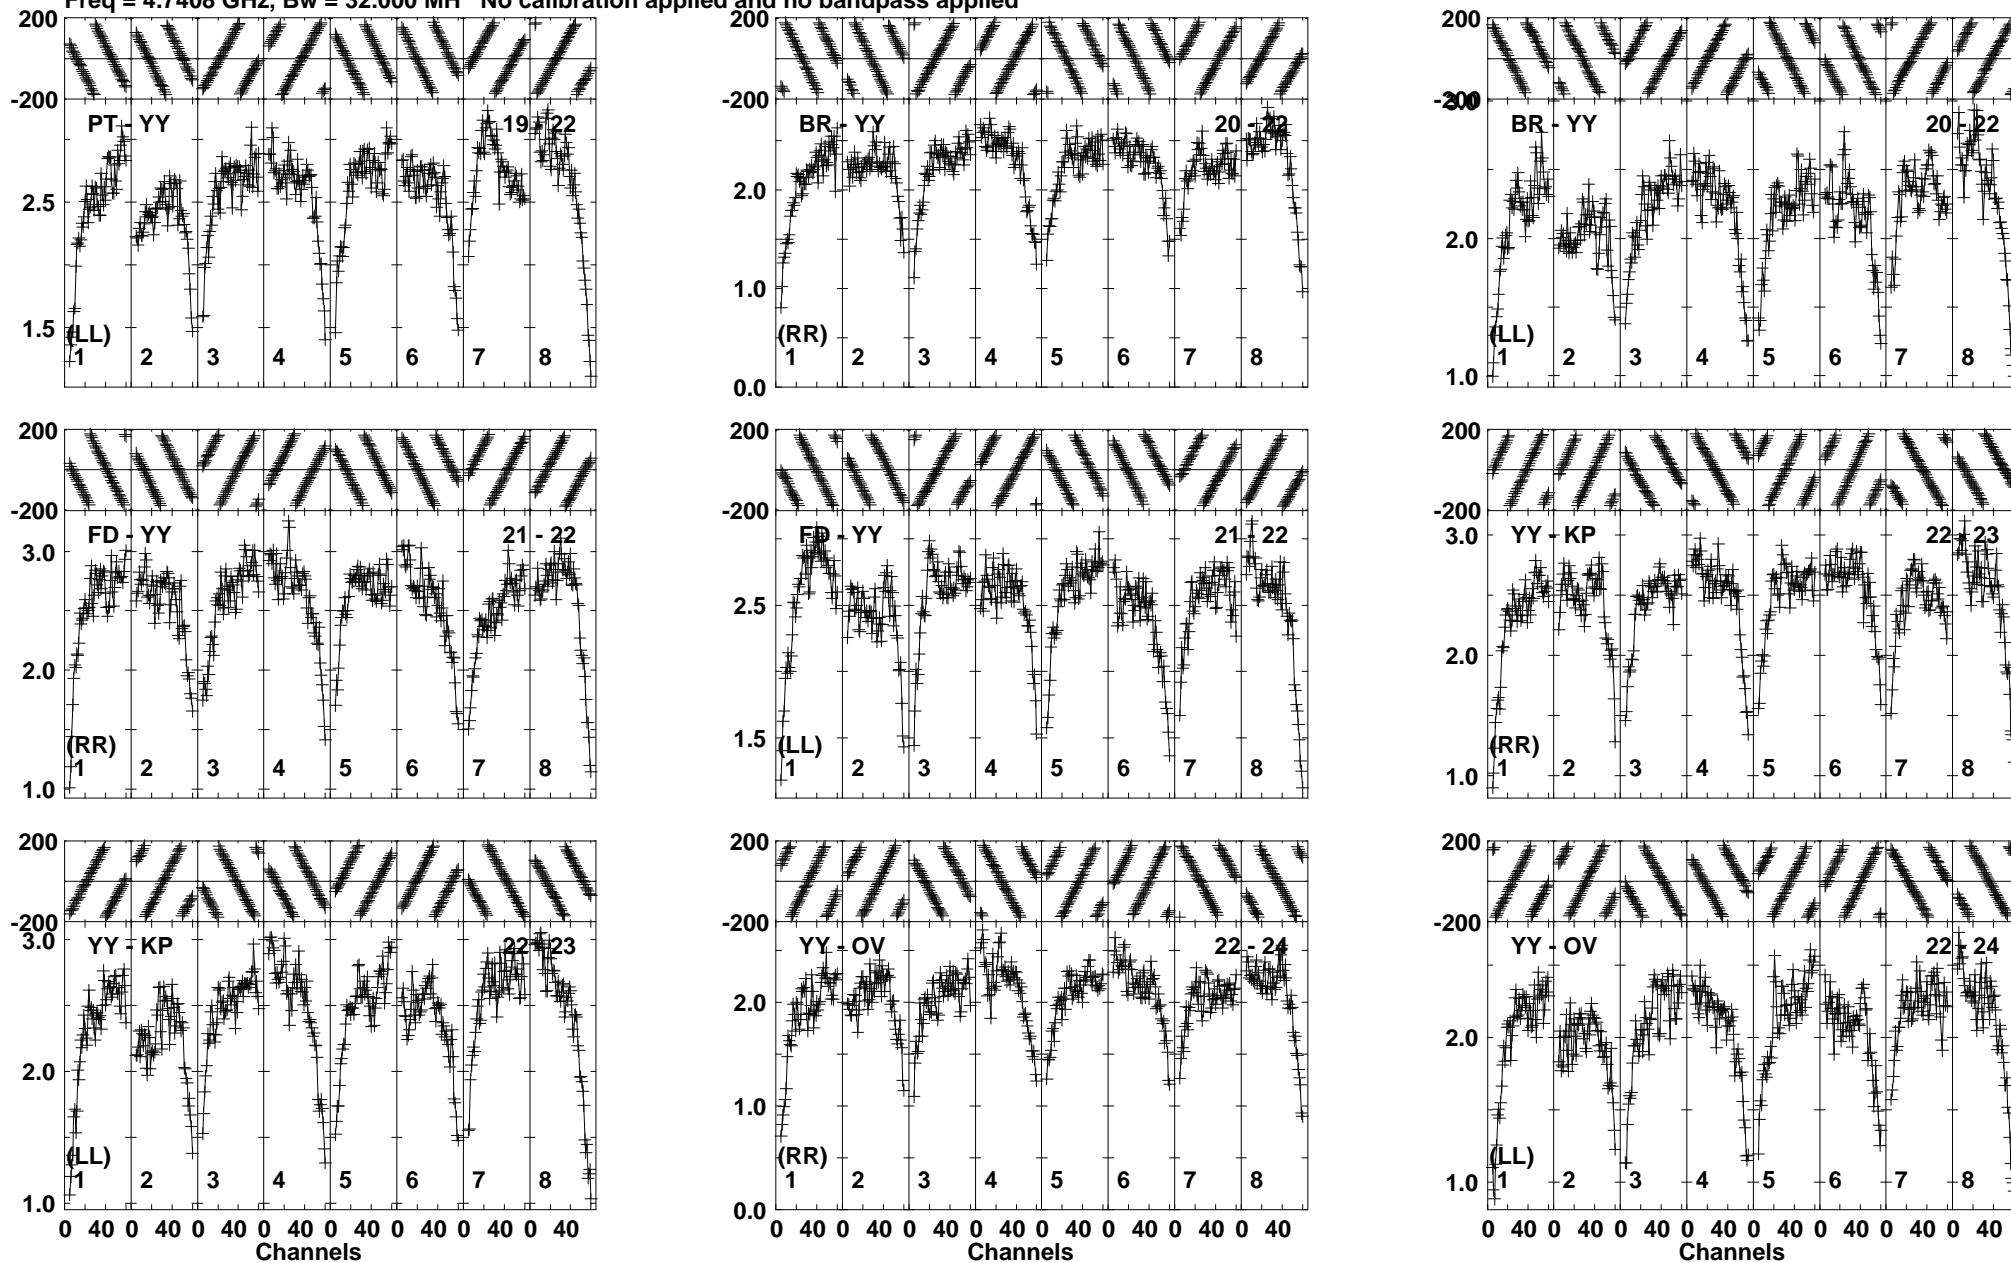 Freq = 4.7408 GHz, Bw = 32.000 MH No calibration applied and no bandpass applied
200 200 200
-200 -200 -200
PT - YY 19 - 22 BR - YY 20 - 22 3.0 BR - YY 20 - 22
2.5 2.0 2.0
1.5 1.0 1.0
(LL) (RR) 0.0 (LL)
1 2 3 4 5 6 7 8 1 2 3 4 5 6 7 8 1 2 3 4 5 6 7 8
200 200 200
-200 -200 -200
FD - YY 21 - 22 FD - YY 21 - 22 YY - KP 22 - 23
3.0 2.5 3.0
2.0 1.5 2.0
1.0 1.0
(RR) (LL) (RR)
1 2 3 4 5 6 7 8 1 2 3 4 5 6 7 8 1 2 3 4 5 6 7 8
200 200 200
-200 -200 -200
3.0 YY - KP 22 - 23 YY - OV 22 - 24 YY - OV 22 - 24
2.0 2.0 2.0
1.0 1.0 1.0
(LL) (RR) 0.0 (LL)
1 2 3 4 5 6 7 8 1 2 3 4 5 6 7 8 1 2 3 4 5 6 7 8
0 40 0 40 0 40 0 40 0 40 0 40 0 40 0 40 0 40 0 40 0 40 0 40 0 40 0 40 0 40 0 40 0 40 0 40 0 40 0 40 0 40 0 40 0 40 0 40
Channels Channels Channels